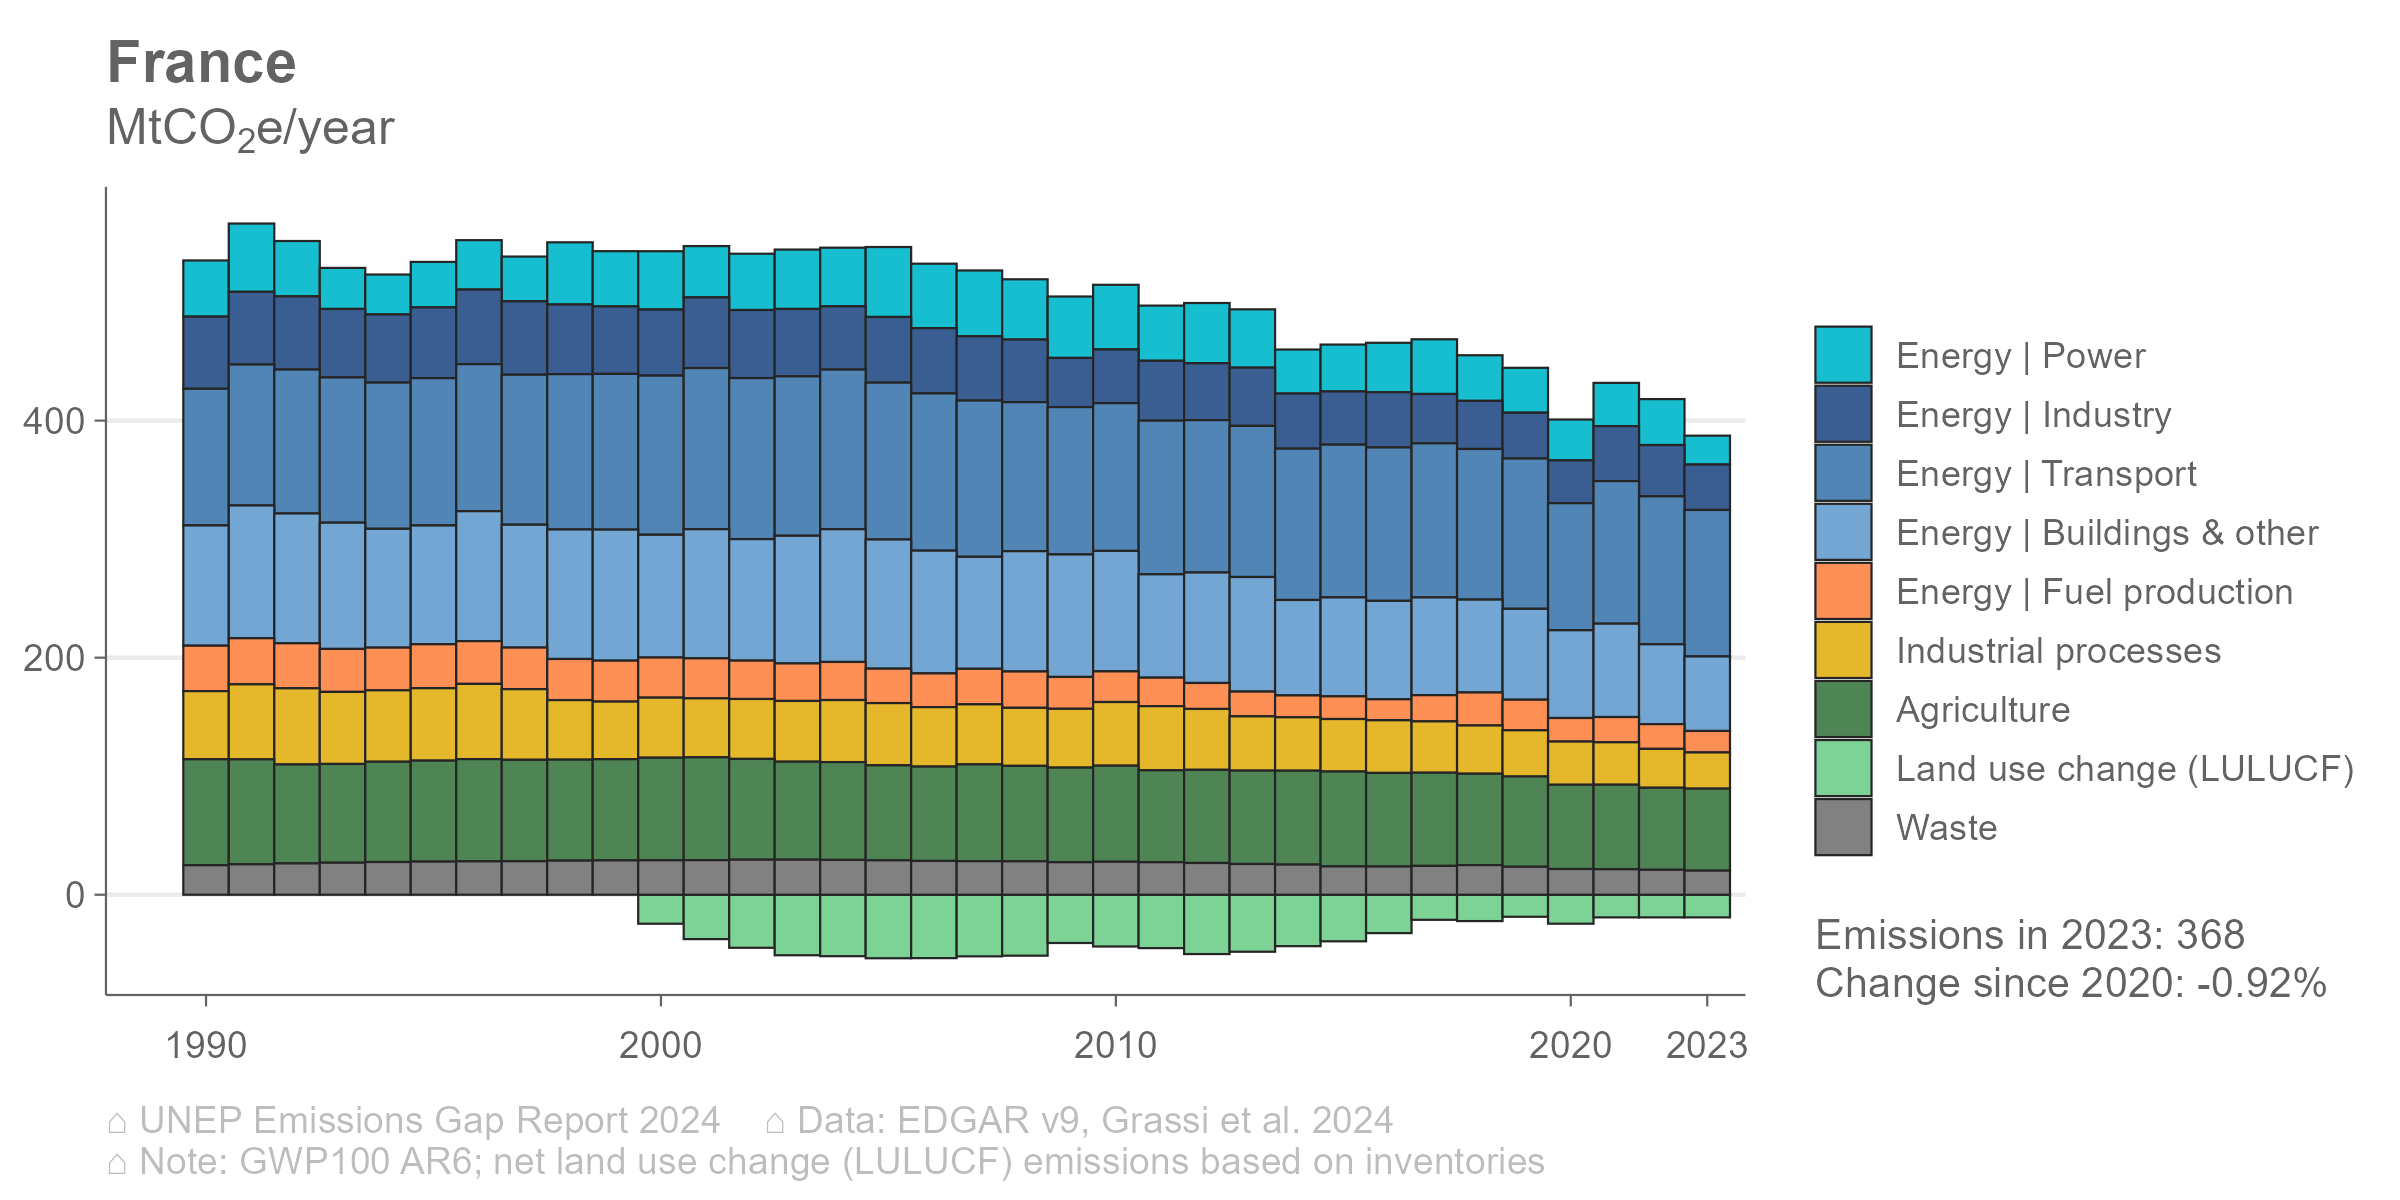 France
MtCO₂e/year
400
200
0
1990
2000
2010
2020
2023
Energy | Power
Energy | Industry
Energy | Transport
Energy | Buildings & other
Energy | Fuel production
Industrial processes
Agriculture
Land use change (LULUCF)
Waste
Emissions in 2023: 368
Change since 2020: -0.92%
⌂ UNEP Emissions Gap Report 2024 ⌂ Data: EDGAR v9, Grassi et al. 2024
⌂ Note: GWP100 AR6; net land use change (LULUCF) emissions based on inventories